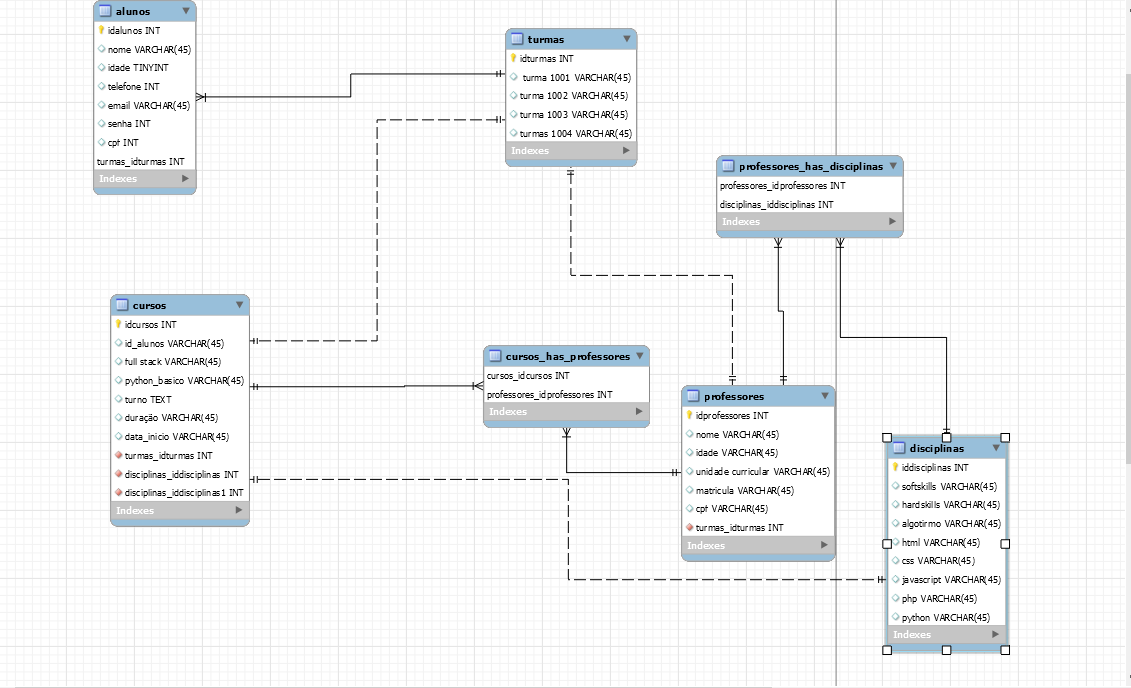 alunos
idalunos INT
nome VARCHAR(45)
idade TINYINT
telefone INT
email VARCHAR(45)
senha INT
cpf INT
turmas_idturmas INT
Indexes
turmas
idturmas INT
turma 1001 VARCHAR(45)
turma 1002 VARCHAR(45)
turma 1003 VARCHAR(45)
turmas 1004 VARCHAR(45)
Indexes
professores_has_disciplinas
professores_idprofessores INT
disciplinas_iddisciplinas INT
Indexes
cursos
idcursos INT
id_alunos VARCHAR(45)
full stack VARCHAR(45)
python_basico VARCHAR(45)
turno TEXT
duração VARCHAR(45)
data_inicio VARCHAR(45)
turmas_idturmas INT
disciplinas_iddisciplinas INT
disciplinas_iddisciplinas1 INT
Indexes
cursos_has_professores
cursos_idcursos INT
professores_idprofessores INT
Indexes
professores
idprofessores INT
nome VARCHAR(45)
idade VARCHAR(45)
unidade curricular VARCHAR(45)
matricula VARCHAR(45)
cpf VARCHAR(45)
turmas_idturmas INT
Indexes
disciplinas
iddisciplinas INT
softskills VARCHAR(45)
hardskills VARCHAR(45)
algotirmo VARCHAR(45)
html VARCHAR(45)
css VARCHAR(45)
javascript VARCHAR(45)
php VARCHAR(45)
python VARCHAR(45)
Indexes